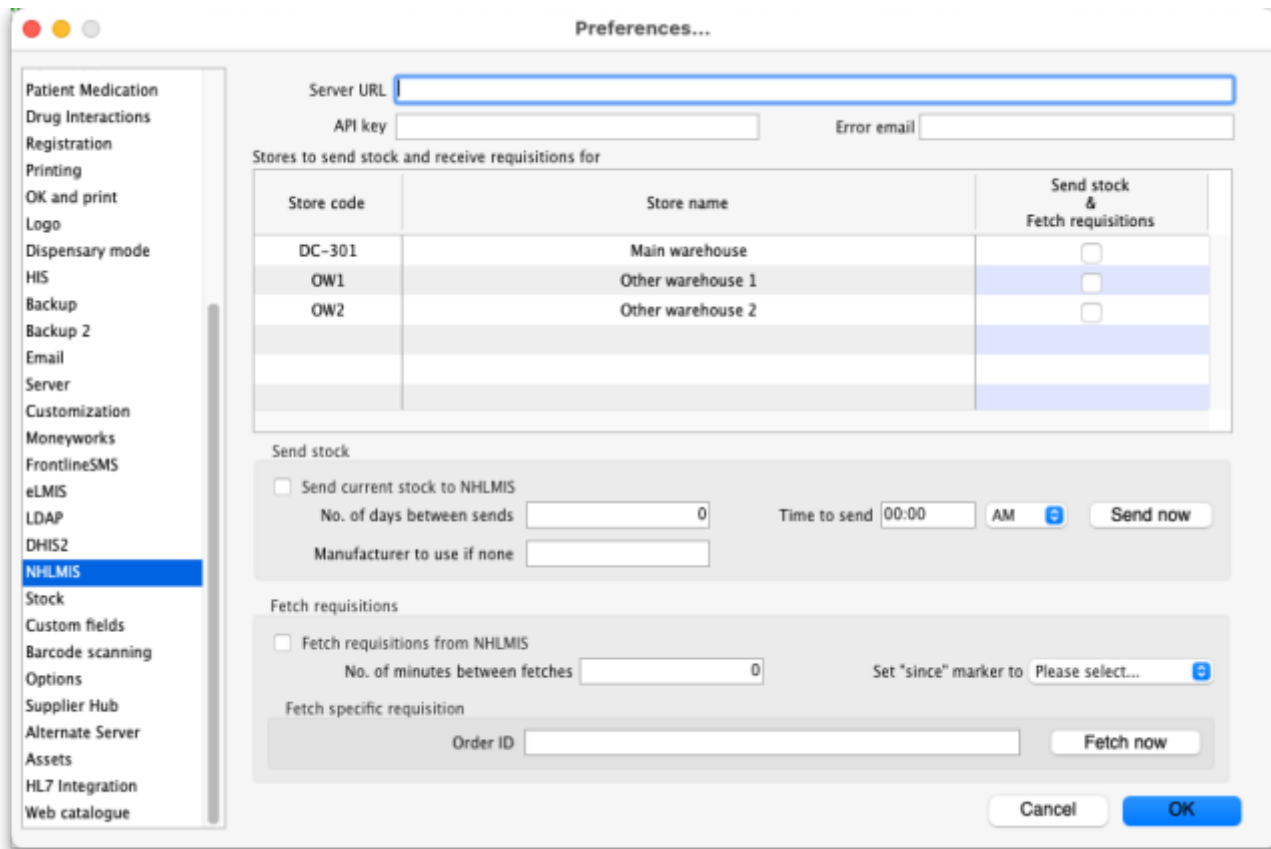 Preferences...
Patient Medication
Drug Interactions
Registration
Printing
OK and print
Logo
Dispensary mode
HIS
Backup
Backup 2
Email
Server
Customization
Moneyworks
FrontlineSMS
eLMIS
LDAP
DHIS2
NHLMIS
Stock
Custom fields
Barcode scanning
Options
Supplier Hub
Alternate Server
Assets
HL7 Integration
Web catalogue
Server URL
API key Error email
Stores to send stock and receive requisitions for
Store code Store name Send stock
&
Fetch requisitions
DC-301 Main warehouse
OW1 Other warehouse 1
OW2 Other warehouse 2
Send stock
Send current stock to NHLMIS
No. of days between sends 0 Time to send 00:00 AM Send now
Manufacturer to use if none
Fetch requisitions
Fetch requisitions from NHLMIS
No. of minutes between fetches 0 Set "since" marker to Please select...
Fetch specific requisition
Order ID Fetch now
Cancel OK